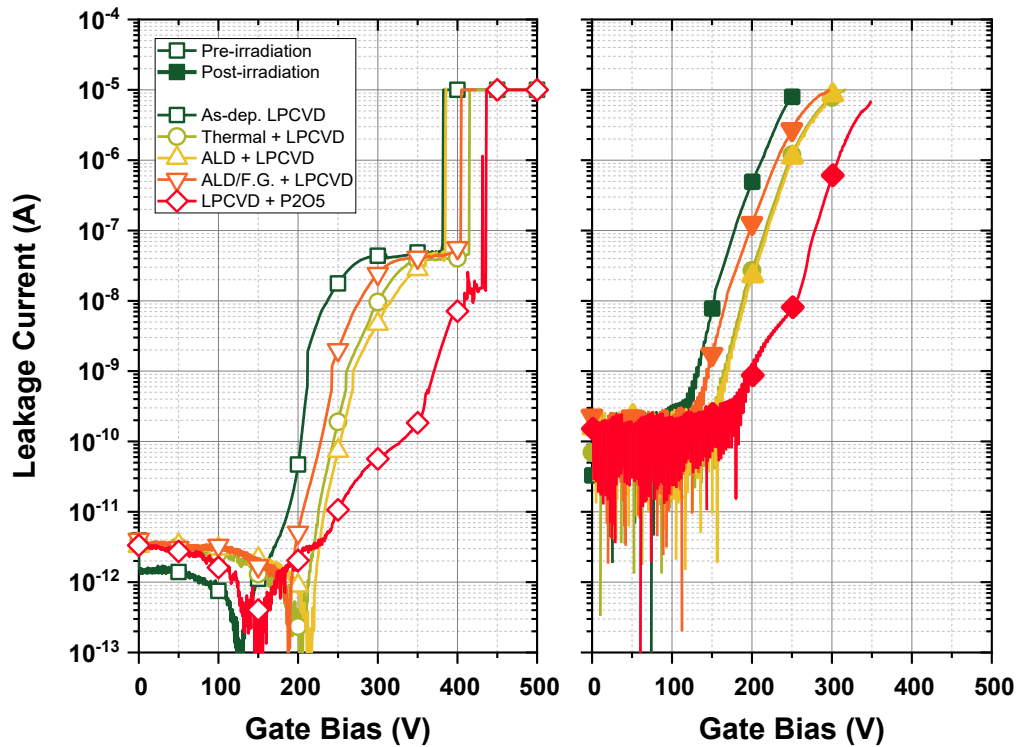 Leakage Current (A)
10-4
10-5
10-6
10-7
10-8
10-9
10-10
10-11
10-12
10-13
Pre-irradiation
Post-irradiation
As-dep. LPCVD
Thermal + LPCVD
ALD + LPCVD
ALD/F.G. + LPCVD
LPCVD + P2O5
0 100 200 300 400 500
0 100 200 300 400 500
Gate Bias (V)
Gate Bias (V)